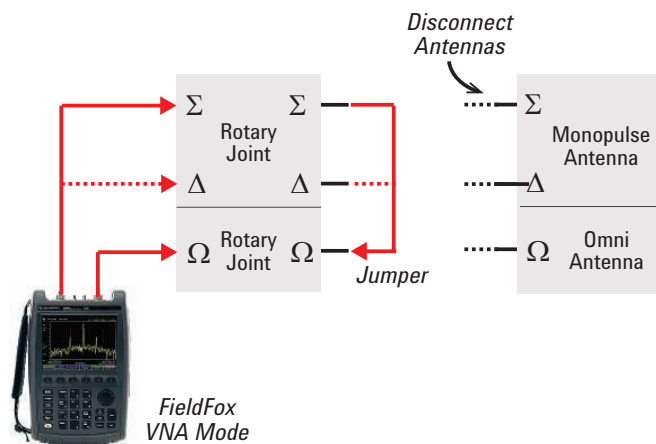 Disconnect
Antennas
Σ
Rotary
Joint
Σ
Δ
Δ
Rotary
Joint
Ω
Ω
Jumper
Σ
Monopulse
Antenna
Δ
Ω
Omni
Antenna
FieldFox
VNA Mode